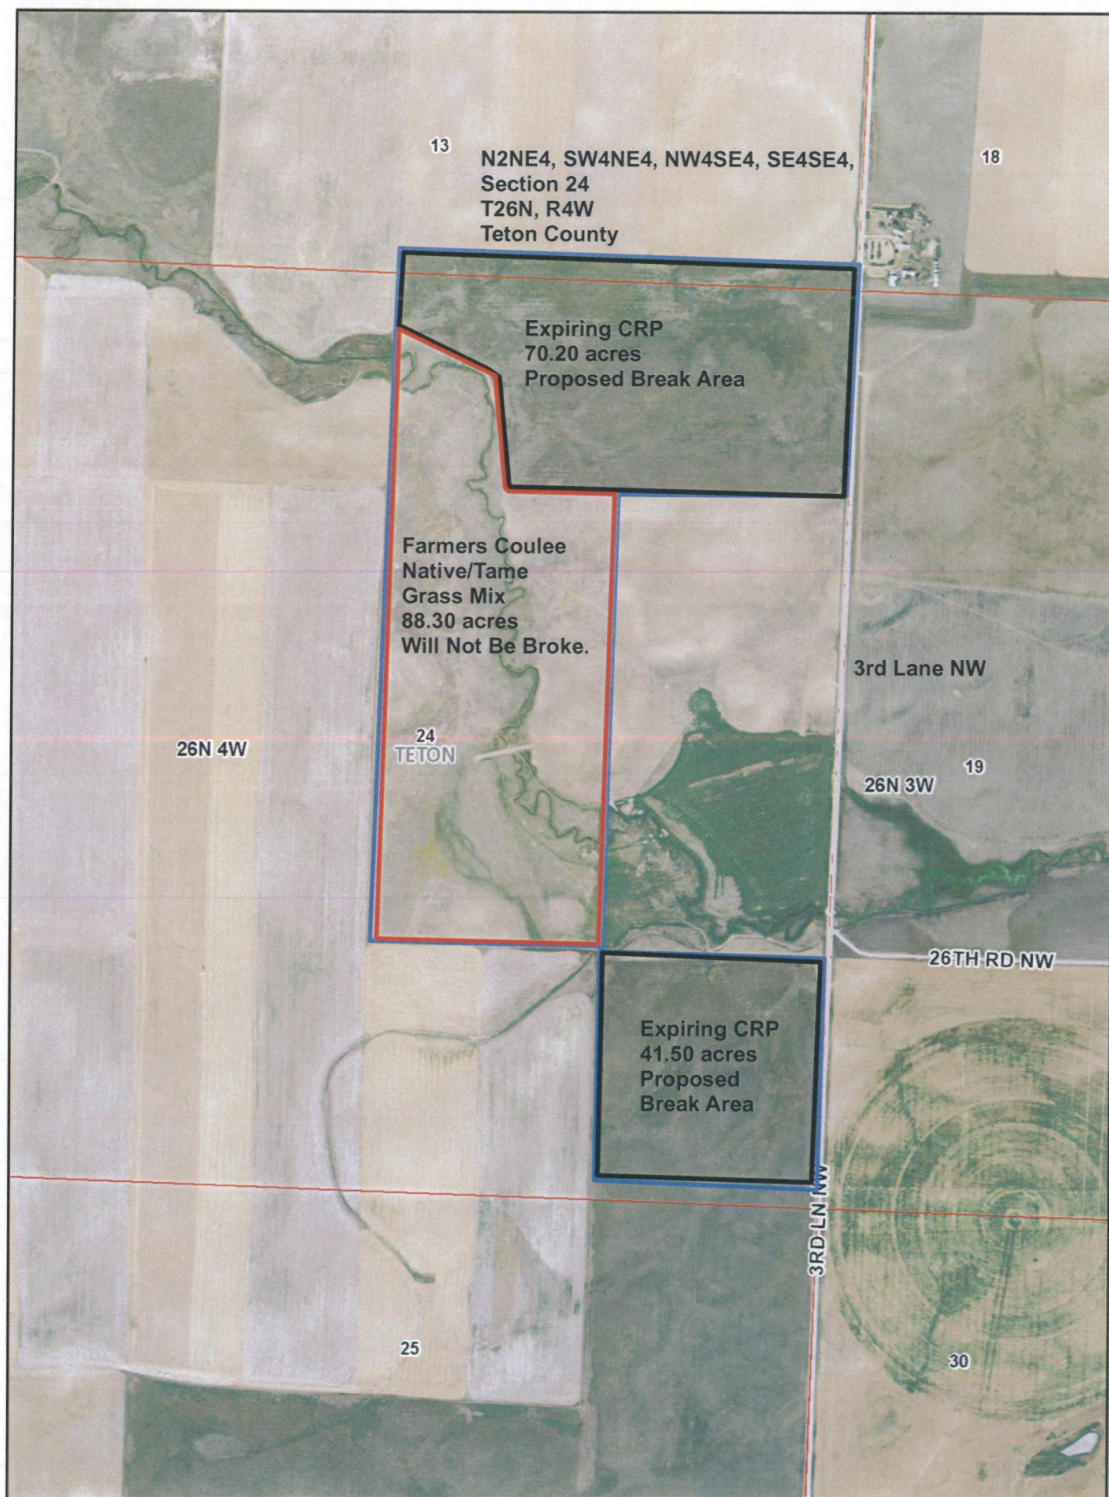 13
N2NE4, SW4NE4, NW4SE4, SE4SE4,
Section 24
T26N, R4W
Teton County
18
Expiring CRP
70.20 acres
Proposed Break Area
Farmers Coulee
Native/Tame
Grass Mix
88.30 acres
Will Not Be Broke.
3rd Lane NW
24
TETON
26N 4W
19
26N 3W
26TH RD NW
Expiring CRP
41.50 acres
Proposed
Break Area
3RD LN NW
25
30